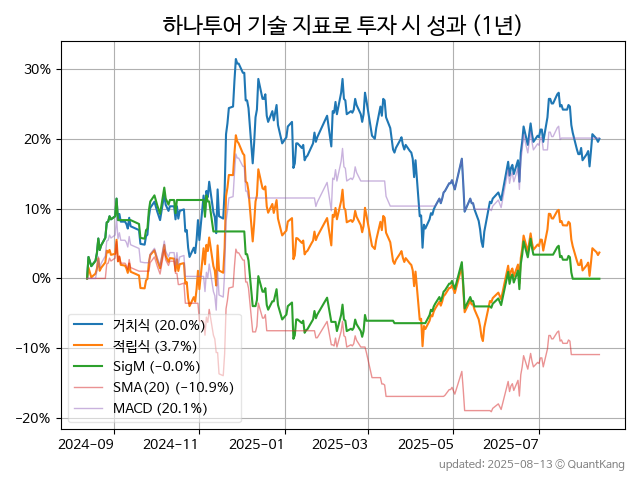 하나투어 기술 지표로 투자 시 성과 (1년)
30%
20%
10%
0%
−10%
−20%
거치식 (20.0%)
적립식 (3.7%)
SigM (−0.0%)
SMA(20) (−10.9%)
MACD (20.1%)
2024-09 2024-11 2025-01 2025-03 2025-05 2025-07
updated: 2025-08-13 © QuantKang